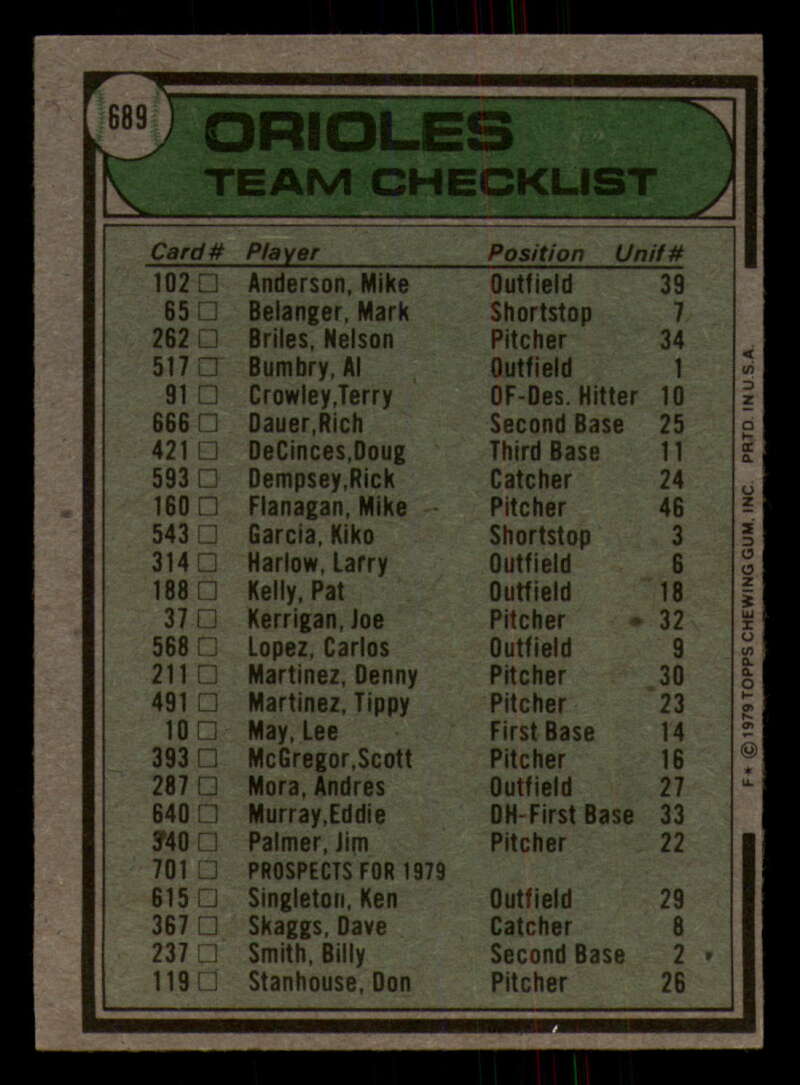 689
ORIOLES
TEAM CHECKLIST
Card# Player Position Unif#
102 □ Anderson, Mike Outfield 39
65 □ Belanger, Mark Shortstop 7
262 □ Briles, Nelson Pitcher 34
517 □ Bumbry, Al Outfield 1
91 □ Crowley,Terry OF-Des. Hitter 10
666 □ Dauer,Rich Second Base 25
421 □ DeCinces,Doug Third Base 11
593 □ Dempsey,Rick Catcher 24
160 □ Flanagan, Mike Pitcher 46
543 □ Garcia, Kiko Shortstop 3
314 □ Harlow, Larry Outfield 6
188 □ Kelly, Pat Outfield 18
37 □ Kerrigan, Joe Pitcher 32
568 □ Lopez, Carlos Outfield 9
211 □ Martinez, Denny Pitcher 30
491 □ Martinez, Tippy Pitcher 23
10 □ May, Lee First Base 14
393 □ McGregor,Scott Pitcher 16
287 □ Mora, Andres Outfield 27
640 □ Murray,Eddie DH-First Base 33
340 □ Palmer, Jim Pitcher 22
701 □ PROSPECTS FOR 1979
615 □ Singleton, Ken Outfield 29
367 □ Skaggs, Dave Catcher 8
237 □ Smith, Billy Second Base 2
119 □ Stanhouse, Don Pitcher 26
F★ © 1979 TOPPS CHEWING GUM, INC. PRTD. IN U.S.A.